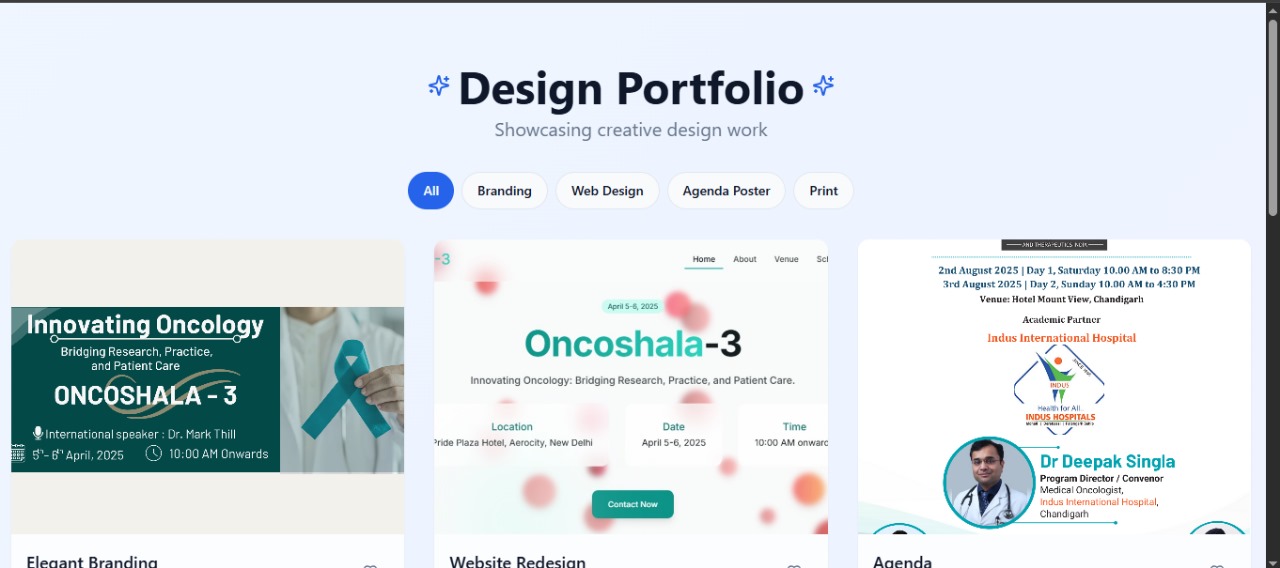 Design Portfolio
Showcasing creative design work
All
Branding
Web Design
Agenda Poster
Print
Innovating Oncology
Bridging Research, Practice,
and Patient Care
ONCOSHALA - 3
International speaker : Dr. Mark Thill
5th- 6th April, 2025
10:00 AM Onwards
Elegant Branding
-3
Home
About
Venue
April 5-6, 2025
Oncoshala-3
Innovating Oncology: Bridging Research, Practice, and Patient Care.
Location
Pride Plaza Hotel, Aerocity, New Delhi
Date
April 5-6, 2025
Time
10:00 AM onward
Contact Now
Website Redesign
2nd August 2025 | Day 1, Saturday 10.00 AM to 8:30 PM
3rd August 2025 | Day 2, Sunday 10.00 AM to 4:30 PM
Venue: Hotel Mount View, Chandigarh
Academic Partner
Indus International Hospital
INDUS
Health for All.
INDUS HOSPITALS
Dr Deepak Singla
Program Director / Convenor
Medical Oncologist,
Indus International Hospital,
Chandigarh
Agenda